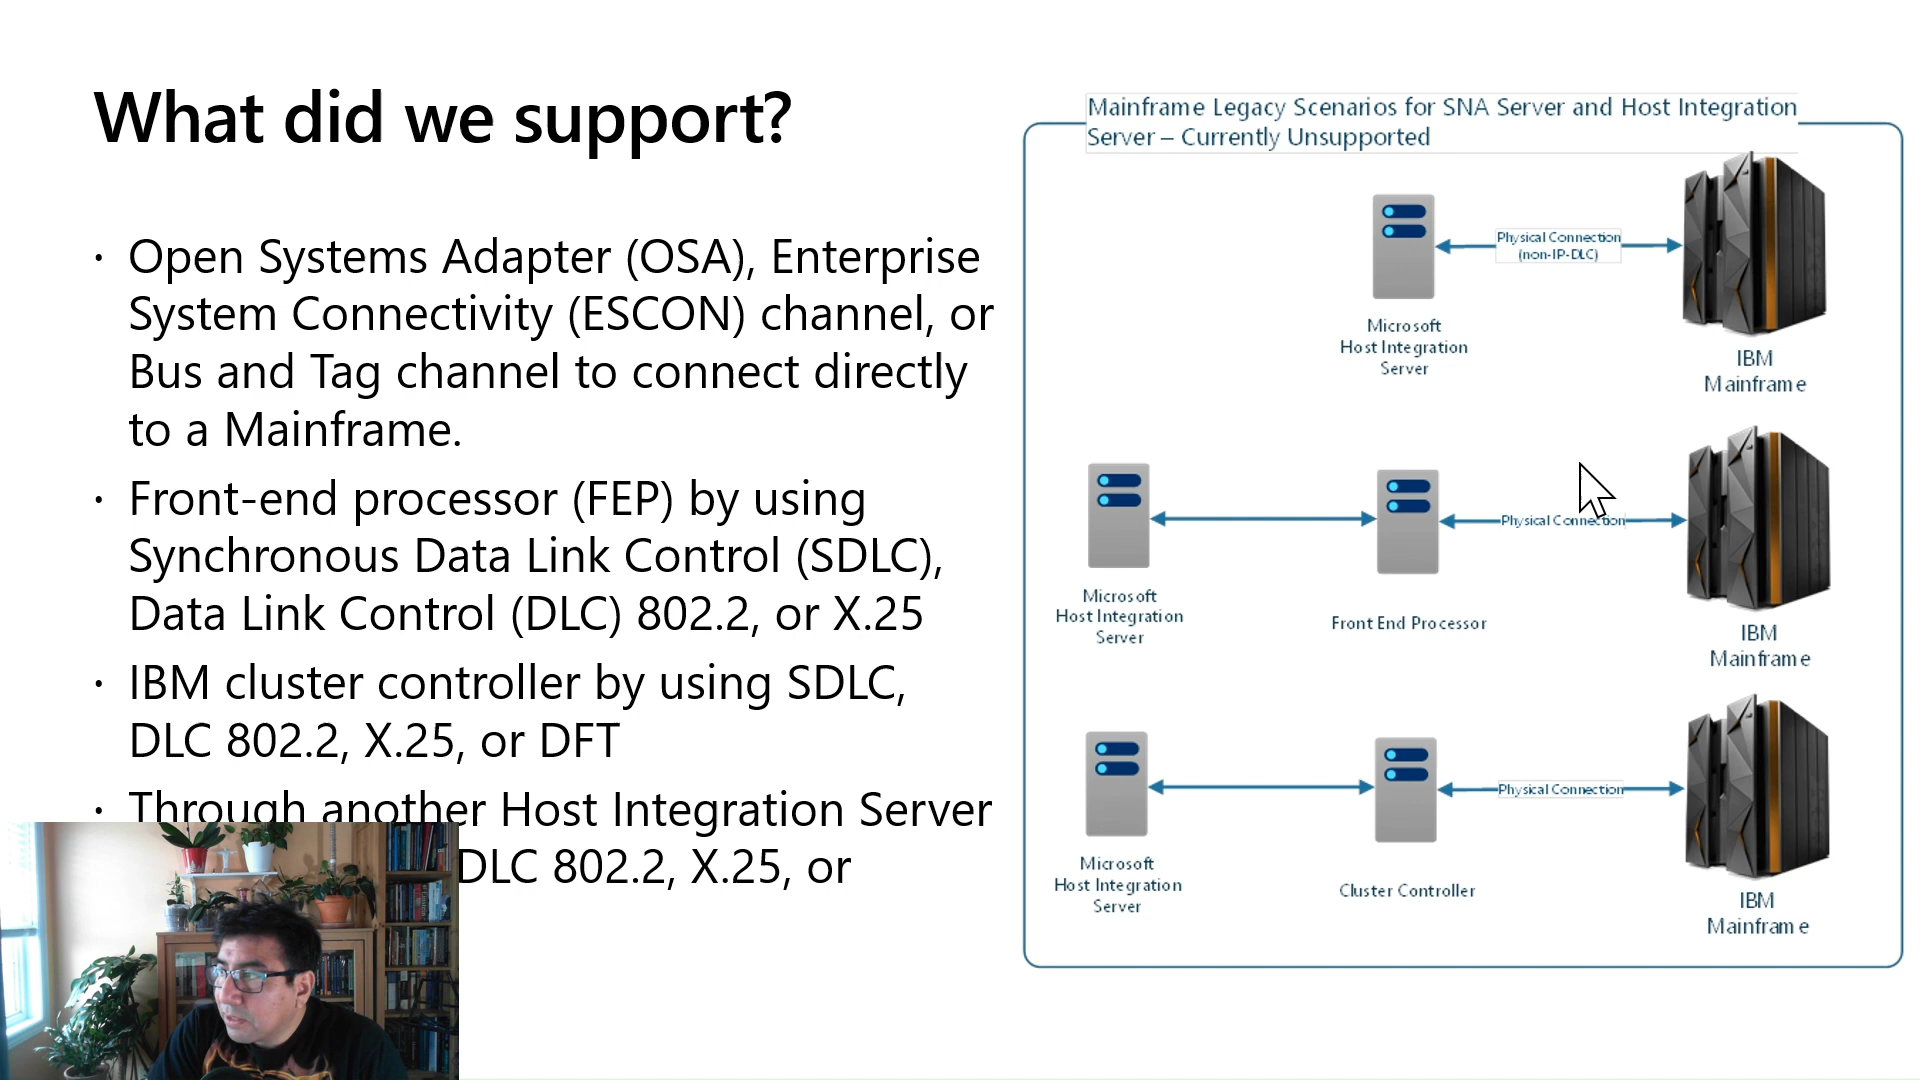 What did we support?
• Open Systems Adapter (OSA), Enterprise
System Connectivity (ESCON) channel, or
Bus and Tag channel to connect directly
to a Mainframe.
• Front-end processor (FEP) by using
Synchronous Data Link Control (SDLC),
Data Link Control (DLC) 802.2, or X.25
• IBM cluster controller by using SDLC,
DLC 802.2, X.25, or DFT
• Through another Host Integration Server
DLC 802.2, X.25, or
Mainframe Legacy Scenarios for SNA Server and Host Integration
Server – Currently Unsupported
Physical Connection
(non-IP-DLC)
Microsoft
Host Integration
Server
IBM
Mainframe
Physical Connection
Microsoft
Host Integration
Server
Front End Processor
IBM
Mainframe
Physical Connection
Microsoft
Host Integration
Server
Cluster Controller
IBM
Mainframe